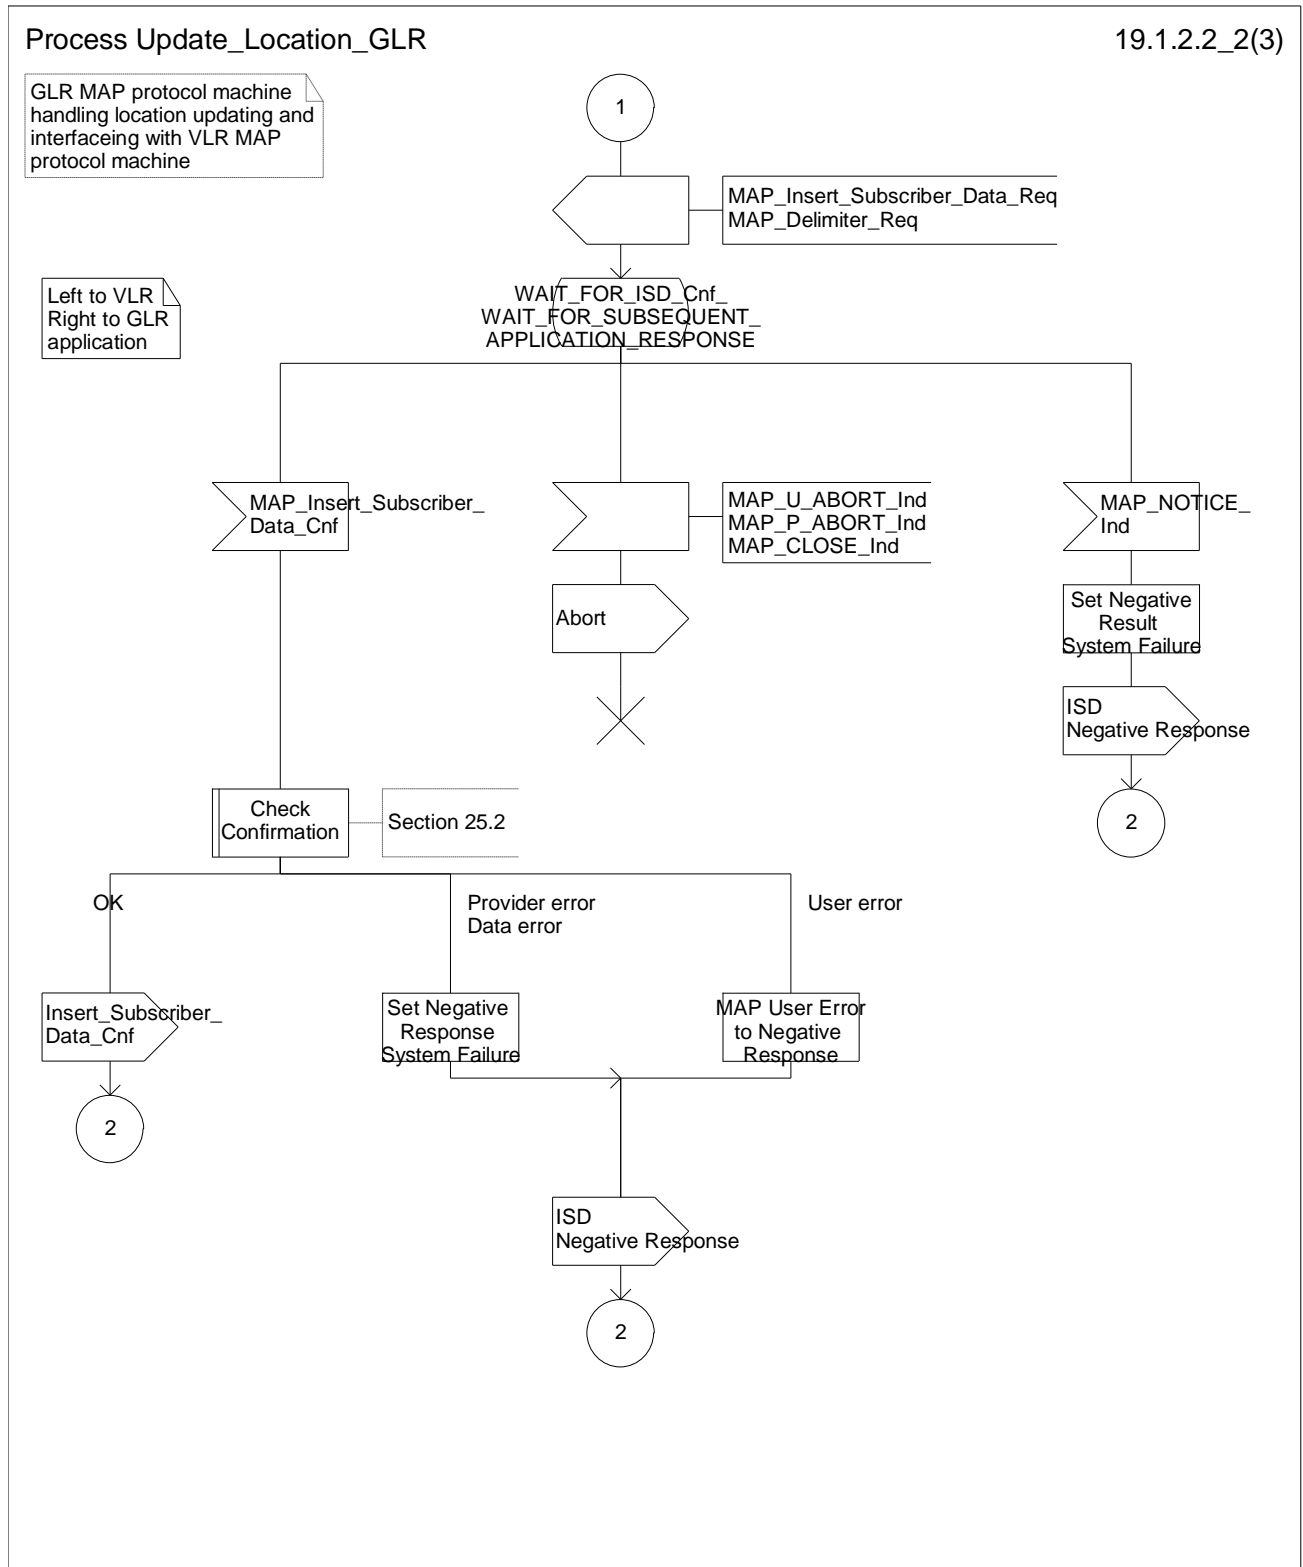 Process Update_Location_GLR
19.1.2.2_2(3)
GLR MAP protocol machine
handling location updating and
interfaceing with VLR MAP
protocol machine
1
MAP_Insert_Subscriber_Data_Req
MAP_Delimiter_Req
Left to VLR
Right to GLR
application
WAIT_FOR_ISD_Cnf_
WAIT_FOR_SUBSEQUENT_
APPLICATION_RESPONSE
MAP_Insert_Subscriber_
Data_Cnf
MAP_U_ABORT_Ind
MAP_P_ABORT_Ind
MAP_CLOSE_Ind
MAP_NOTICE_
Ind
Abort
Set Negative
Result
System Failure
ISD
Negative Response
2
Check
Confirmation
Section 25.2
OK
Provider error
Data error
User error
Insert_Subscriber_
Data_Cnf
Set Negative
Response
System Failure
MAP User Error
to Negative
Response
2
ISD
Negative Response
2